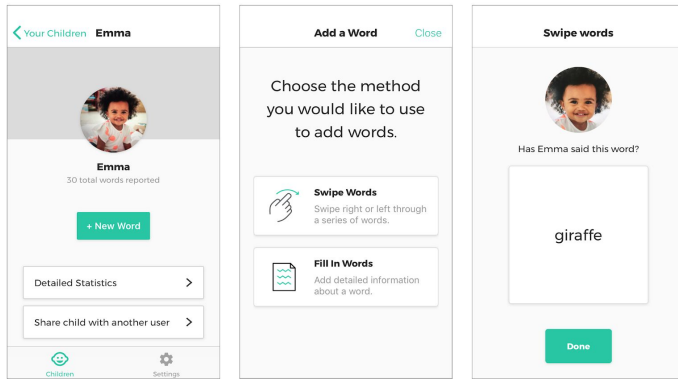 Your Children Emma
Emma
30 total words reported
+ New Word
Detailed Statistics
Share child with another user
Children Settings
Add a Word Close
Choose the method
you would like to use
to add words.
Swipe Words
Swipe right or left through
a series of words.
Fill In Words
Add detailed information
about a word.
Swipe words
Has Emma said this word?
giraffe
Done